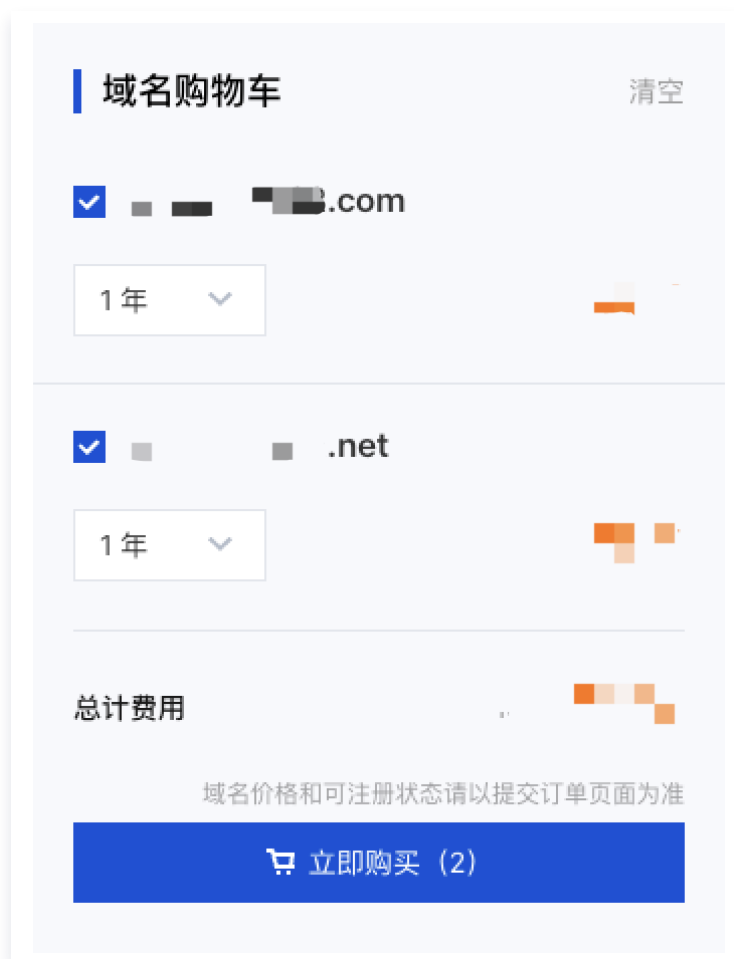 域名购物车
清空
.com
1 年
.net
1 年
总计费用
域名价格和可注册状态请以提交订单页面为准
立即购买（2）